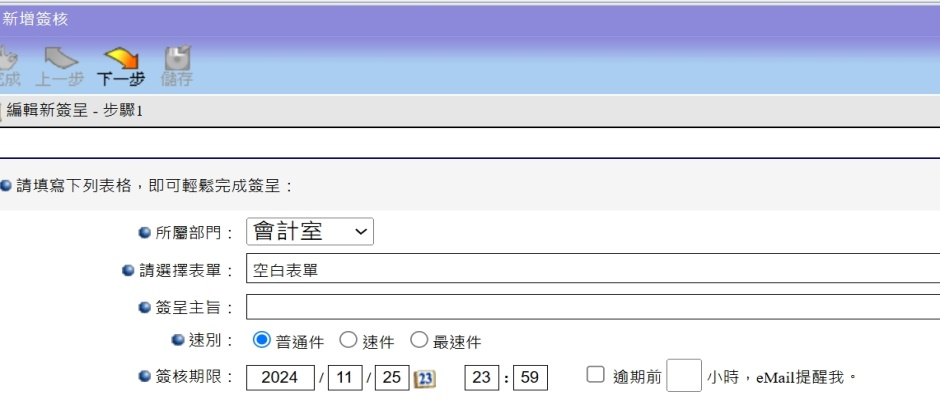 新增簽核
完成 上一步 下一步 儲存
編輯新簽呈 - 步驟1
請填寫下列表格，即可輕鬆完成簽呈：
所屬部門： 會計室
請選擇表單： 空白表單
簽呈主旨：
速別： 普通件 速件 最速件
簽核期限： 2024 / 11 / 25 23 23 : 59 逾期前 小時，eMail提醒我。